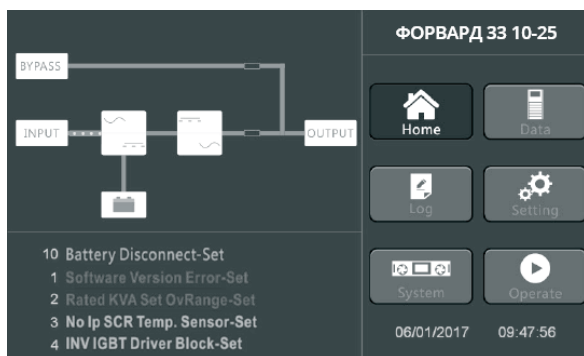 ФОРВАРД 33 10-25
BYPASS
INPUT
OUTPUT
Home
Data
Log
Setting
System
Operate
10 Battery Disconnect-Set
1 Software Version Error-Set
2 Rated KVA Set OvRange-Set
3 No Ip SCR Temp. Sensor-Set
4 INV IGBT Driver Block-Set
06/01/2017 09:47:56